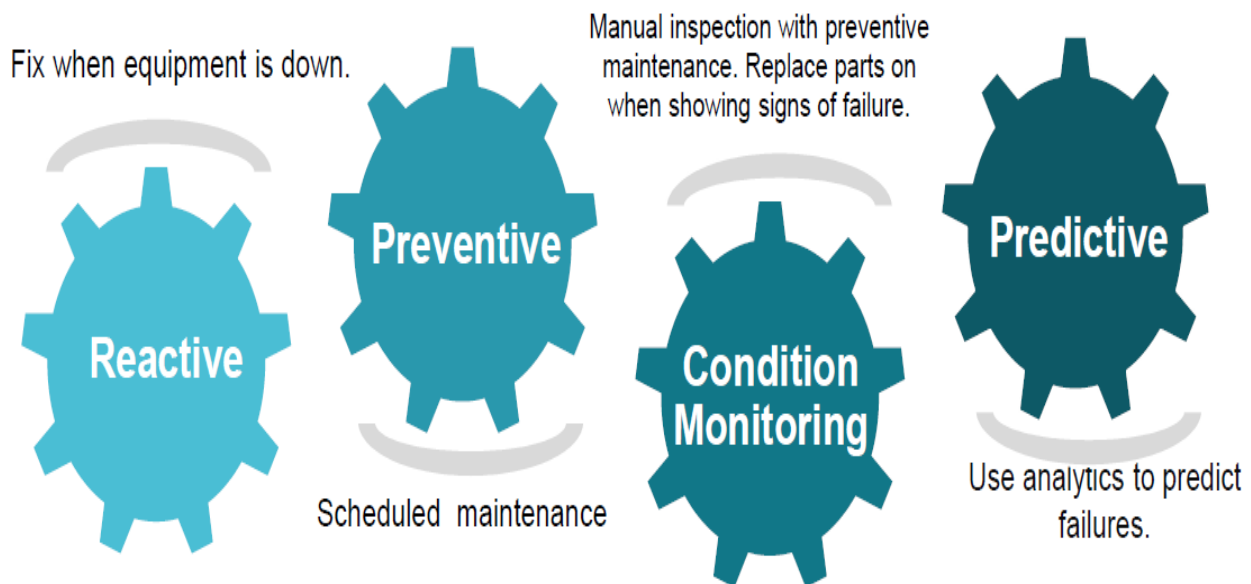 Fix when equipment is down.
Reactive
Preventive
Scheduled maintenance
Manual inspection with preventive
maintenance. Replace parts on
when showing signs of failure.
Condition
Monitoring
Predictive
Use analytics to predict
failures.